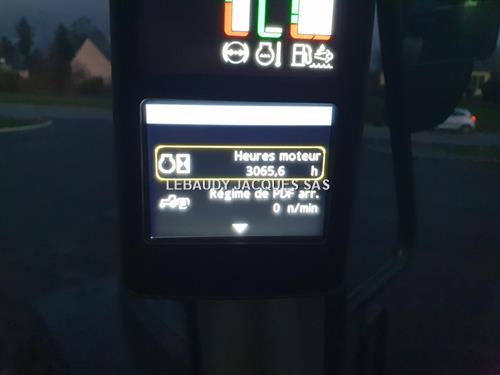 Heures moteur
3065,6 h
LEBAUDY JACQUES SAS
Régime de PDF arr.
0 n/min